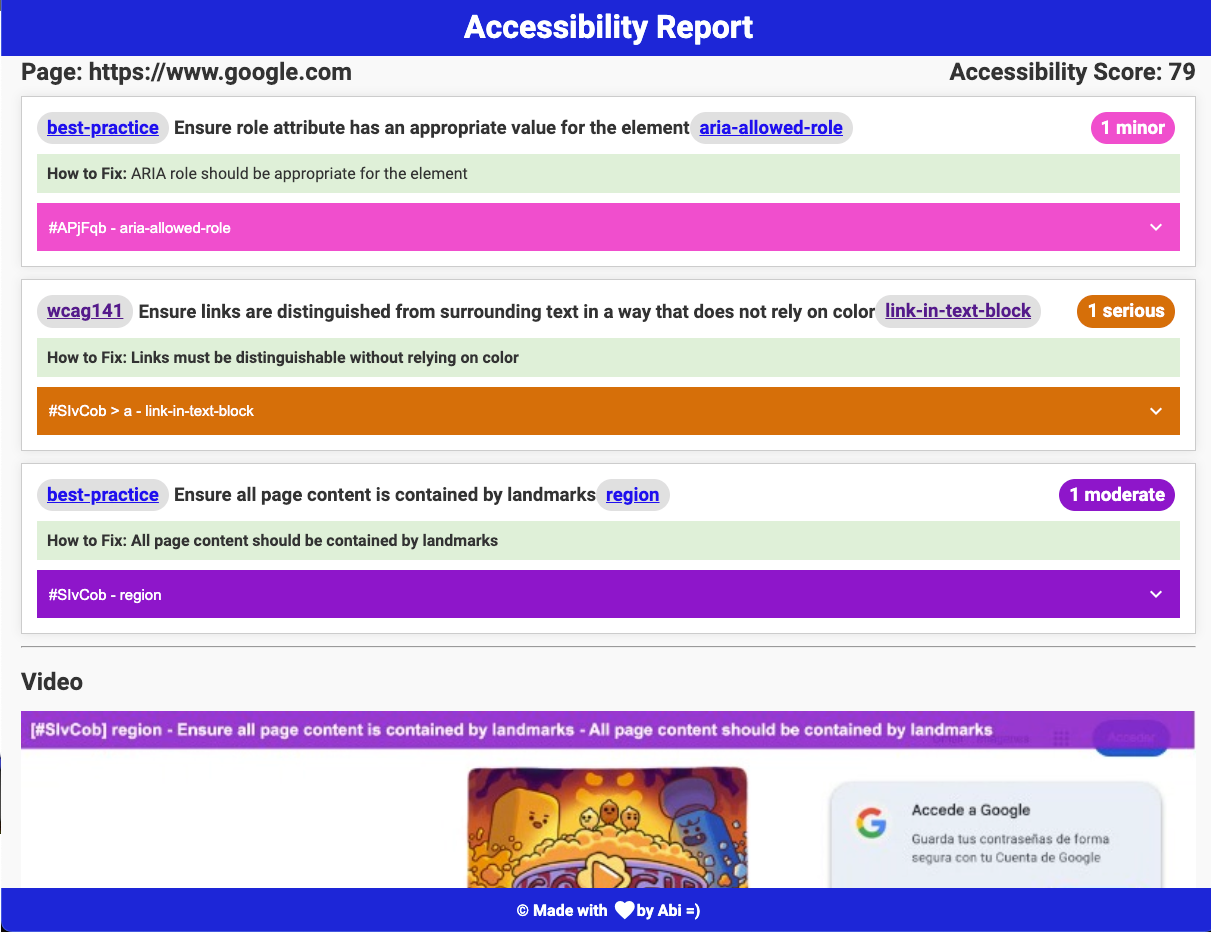 Accessibility Report
Page: https://www.google.com
Accessibility Score: 79
best-practice Ensure role attribute has an appropriate value for the element aria-allowed-role 1 minor
How to Fix: ARIA role should be appropriate for the element
#APjFqb - aria-allowed-role
wcag141 Ensure links are distinguished from surrounding text in a way that does not rely on color link-in-text-block 1 serious
How to Fix: Links must be distinguishable without relying on color
#SIvCob > a - link-in-text-block
best-practice Ensure all page content is contained by landmarks region 1 moderate
How to Fix: All page content should be contained by landmarks
#SIvCob - region
Video
[#SIvCob] region - Ensure all page content is contained by landmarks - All page content should be contained by landmarks
Acceder
Accede a Google
Guarda tus contraseñas de forma
segura con tu Cuenta de Google
© Made with by Abi =)